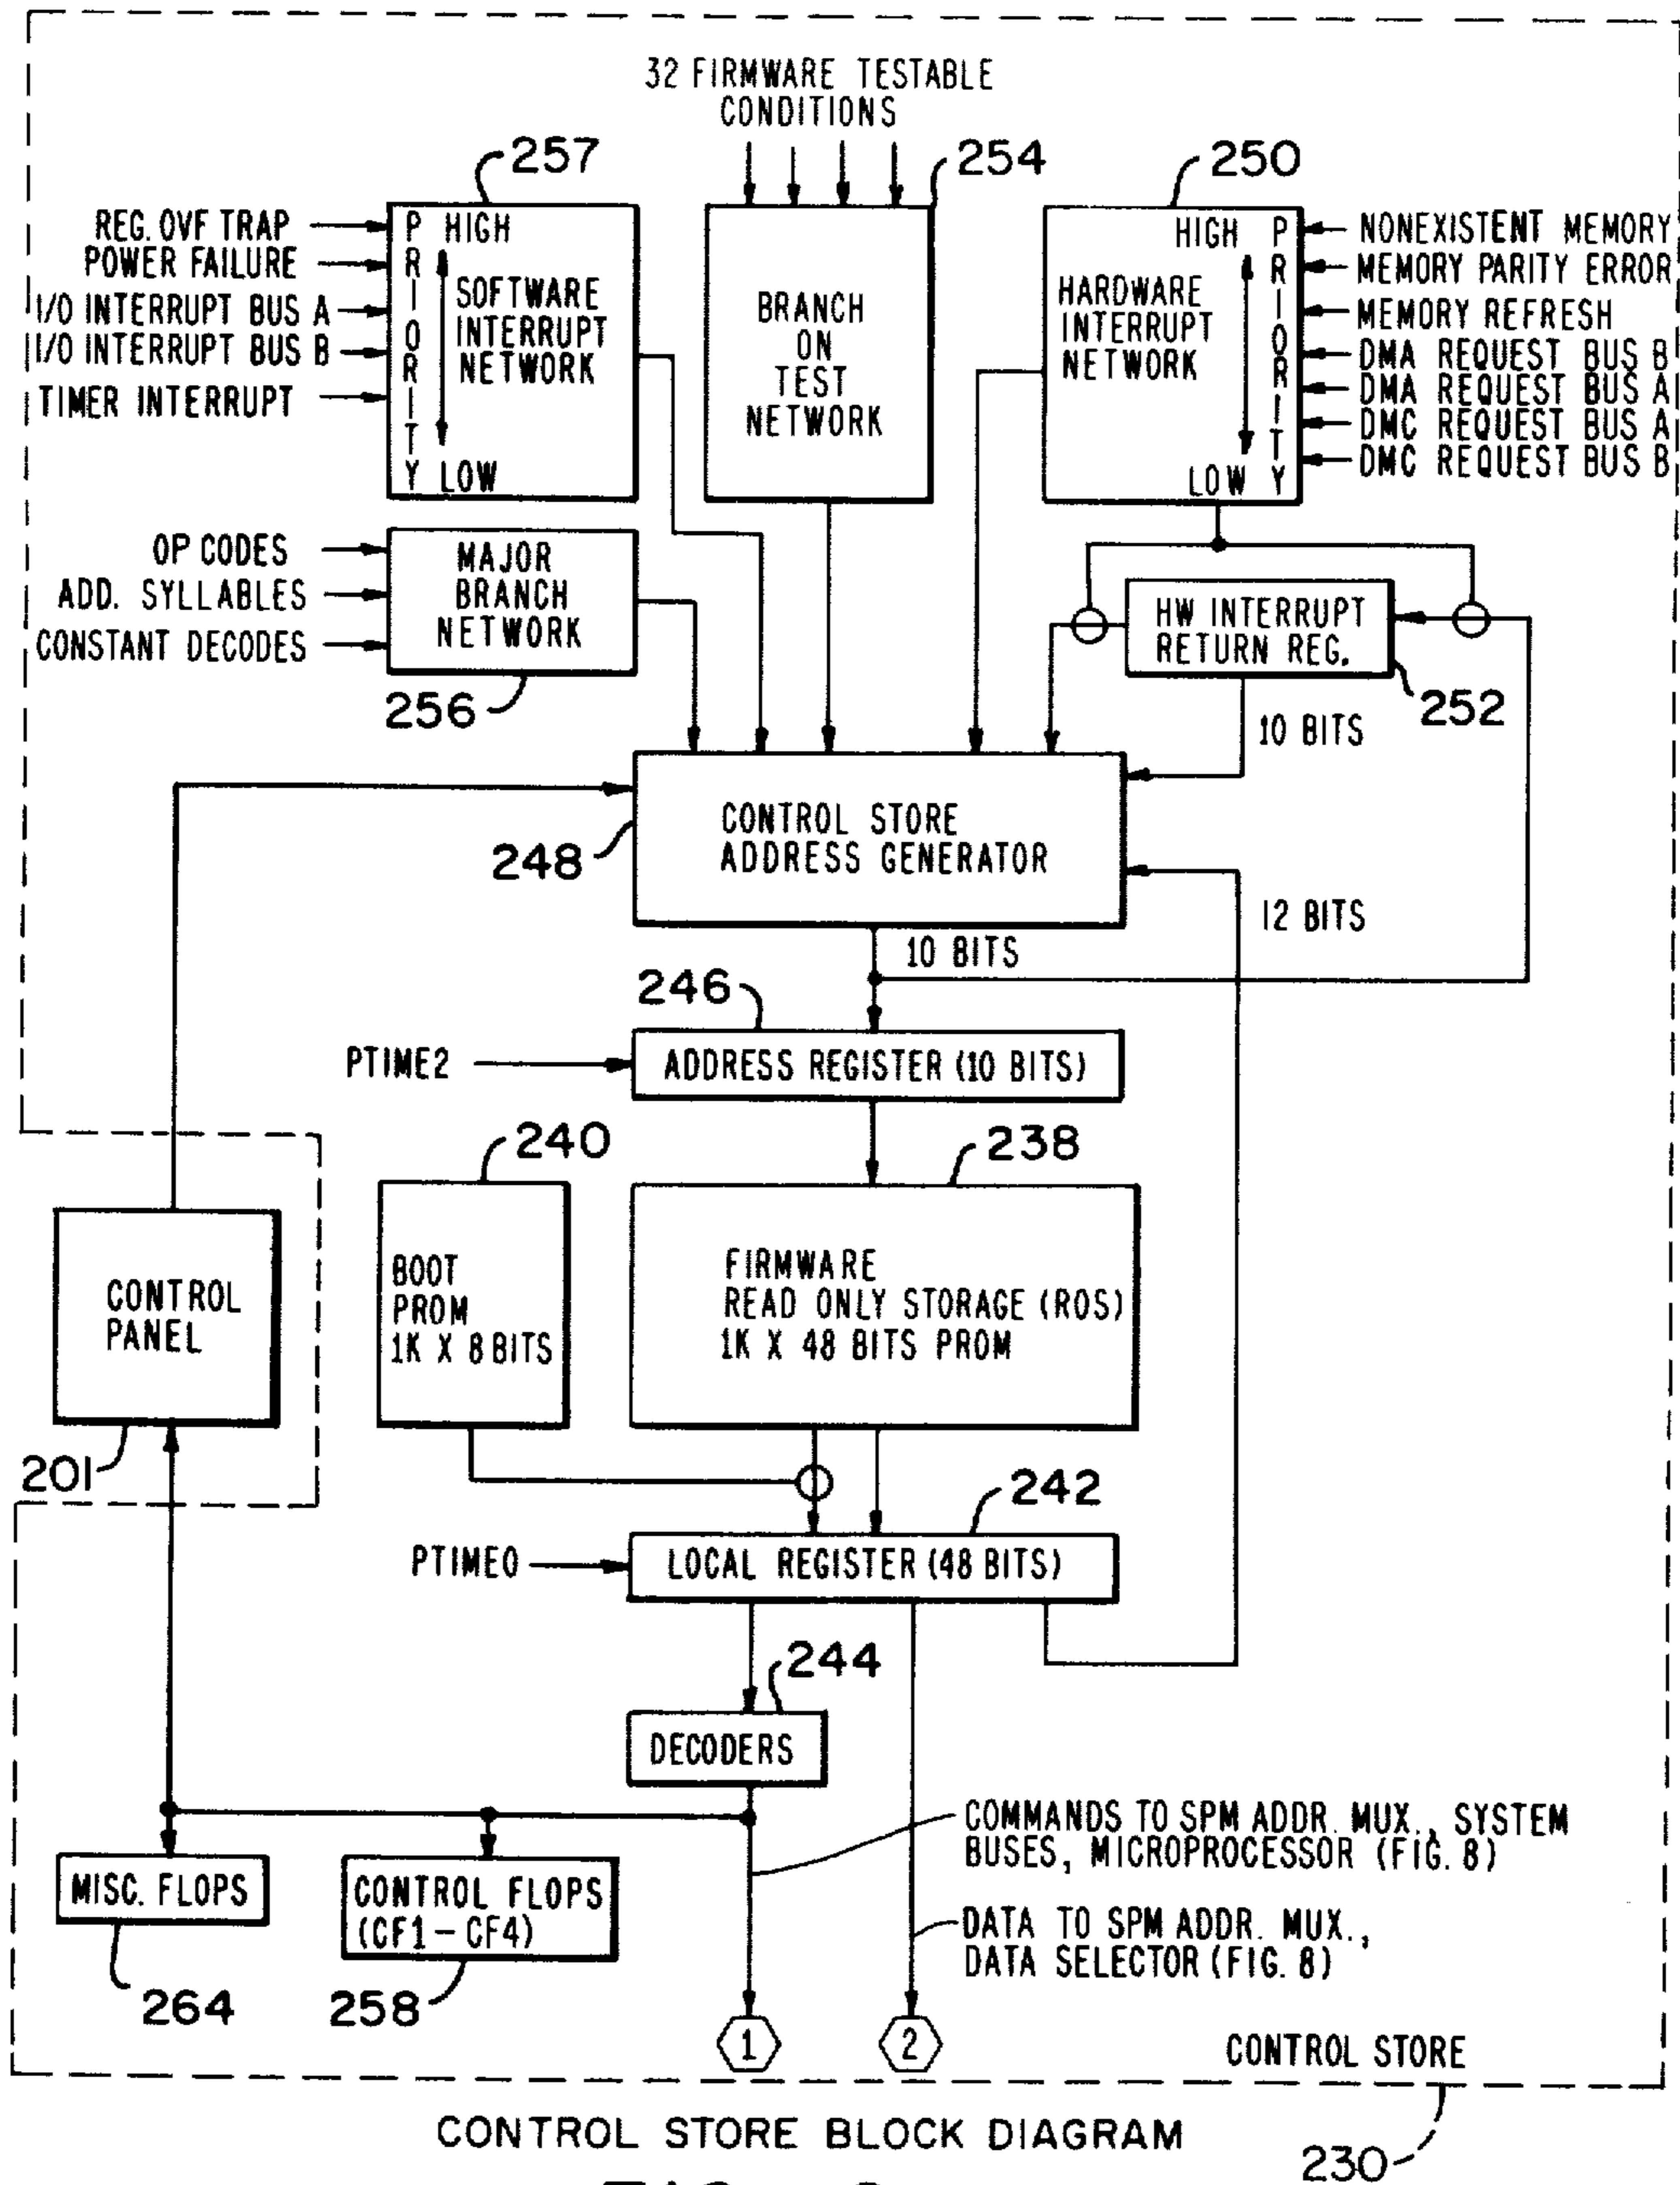 32 FIRMWARE TESTABLE
CONDITIONS
257
254
250
REG. OVF TRAP
POWER FAILURE
I/O INTERRUPT BUS A
I/O INTERRUPT BUS B
TIMER INTERRUPT
PRIORITY
HIGH
SOFTWARE
INTERRUPT
NETWORK
LOW
BRANCH
ON
TEST
NETWORK
HIGH
HARDWARE
INTERRUPT
NETWORK
LOW
PRIORITY
NONEXISTENT MEMORY
MEMORY PARITY ERROR
MEMORY REFRESH
DMA REQUEST BUS B
DMA REQUEST BUS A
DMC REQUEST BUS A
DMC REQUEST BUS B
OP CODES
ADD. SYLLABLES
CONSTANT DECODES
MAJOR
BRANCH
NETWORK
256
HW INTERRUPT
RETURN REG.
252
10 BITS
248
CONTROL STORE
ADDRESS GENERATOR
12 BITS
10 BITS
246
PTIME2
ADDRESS REGISTER (10 BITS)
240
238
CONTROL
PANEL
201
BOOT
PROM
1K X 8 BITS
FIRMWARE
READ ONLY STORAGE (ROS)
1K X 48 BITS PROM
242
PTIME0
LOCAL REGISTER (48 BITS)
244
DECODERS
COMMANDS TO SPM ADDR. MUX., SYSTEM
BUSES, MICROPROCESSOR (FIG. 8)
MISC. FLOPS
264
CONTROL FLOPS
(CF1-CF4)
258
DATA TO SPM ADDR. MUX.,
DATA SELECTOR (FIG. 8)
1
2
CONTROL STORE
230
CONTROL STORE BLOCK DIAGRAM